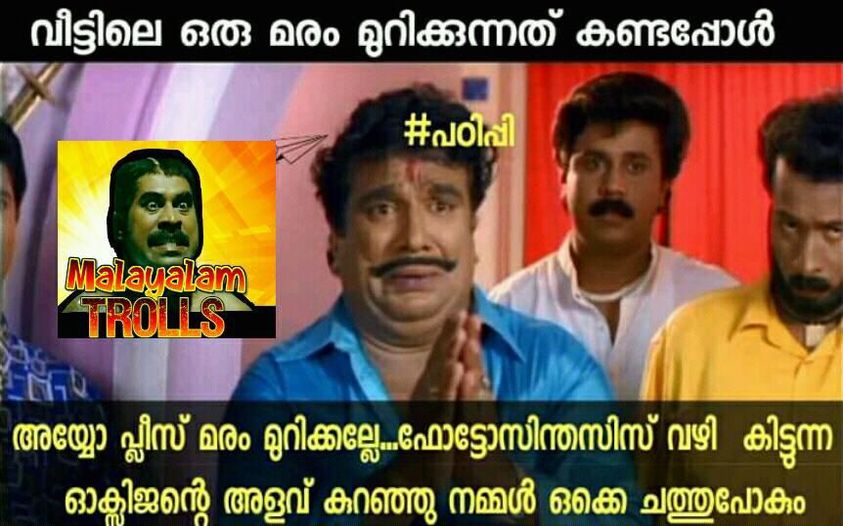 വീട്ടിലെ ഒരു മരം മുറിക്കുന്നത് കണ്ടപ്പോൾ
#പഠിപ്പി
Malayalam
TROLLS
അയ്യോ പ്ലീസ് മരം മുറിക്കല്ലേ...ഫോട്ടോസിന്തസിസ് വഴി കിട്ടുന്ന
ഓക്സിജന്റെ അളവ് കുറഞ്ഞു നമ്മൾ ഒക്കെ ചത്തുപോകും